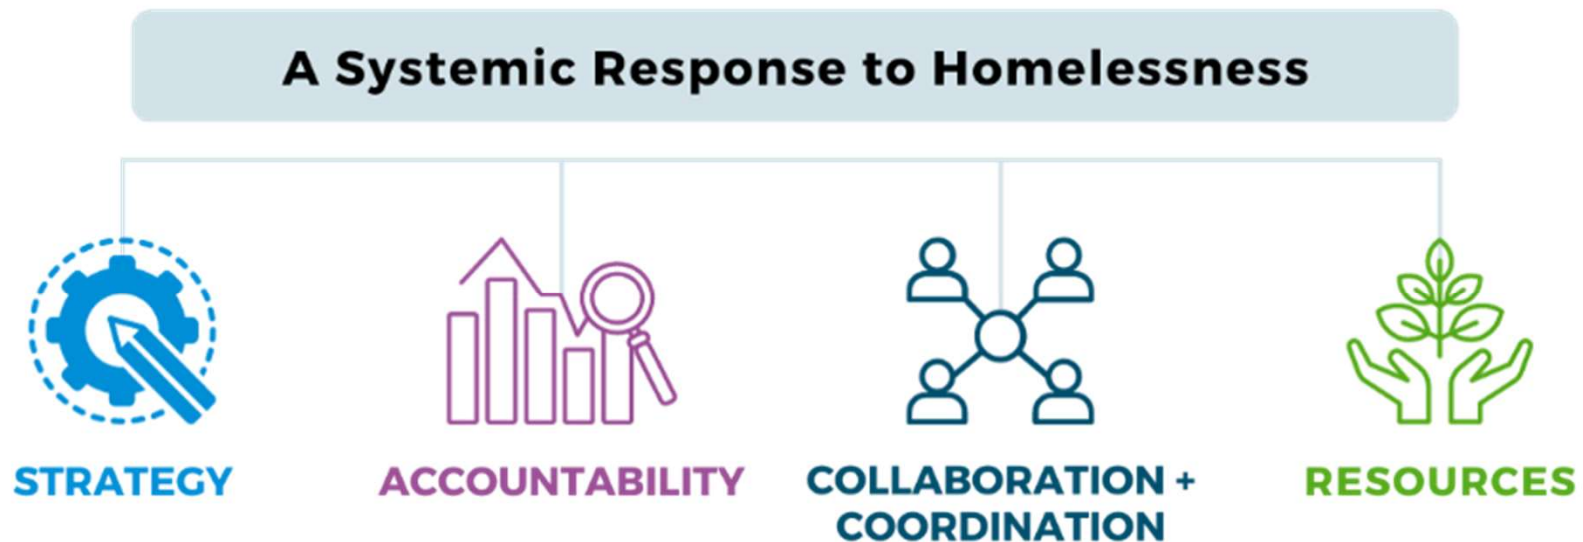 A Systemic Response to Homelessness
STRATEGY
ACCOUNTABILITY
COLLABORATION +
COORDINATION
RESOURCES